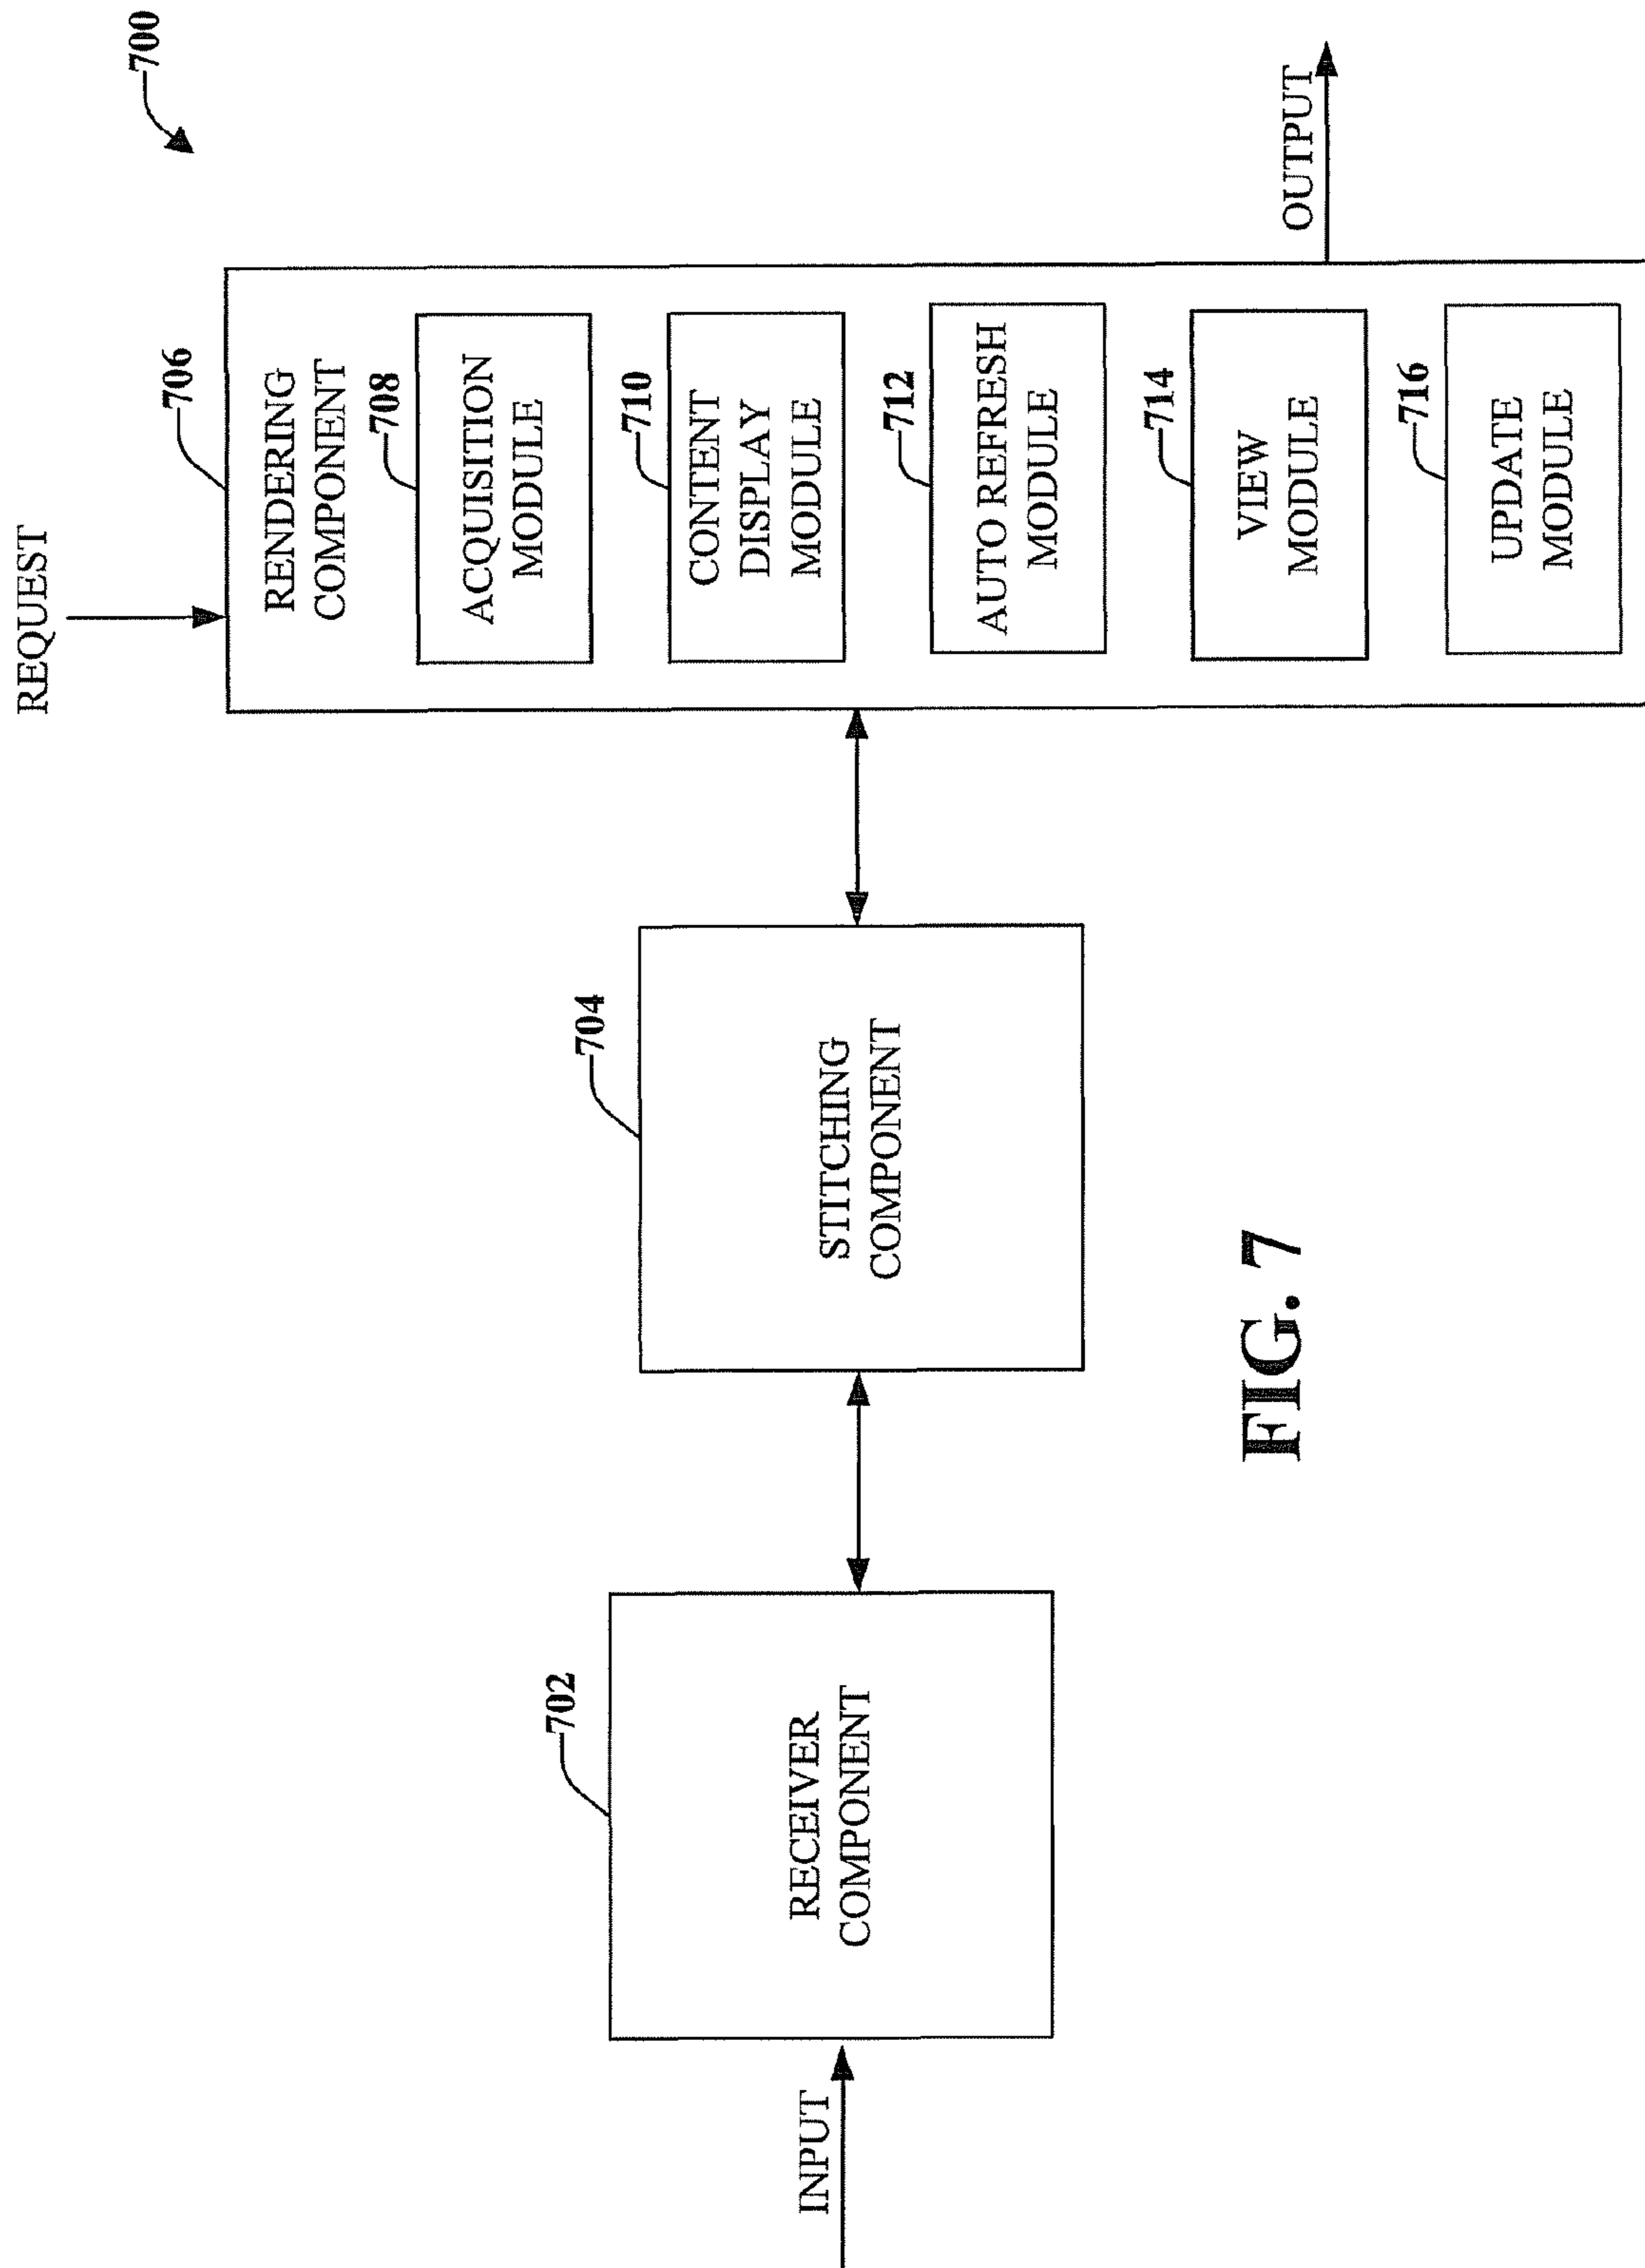 700
REQUEST
706
RENDERING
COMPONENT
708
ACQUISITION
MODULE
710
CONTENT
DISPLAY
MODULE
712
AUTO REFRESH
MODULE
714
VIEW
MODULE
716
UPDATE
MODULE
OUTPUT
704
STITCHING
COMPONENT
702
RECEIVER
COMPONENT
INPUT
FIG. 7